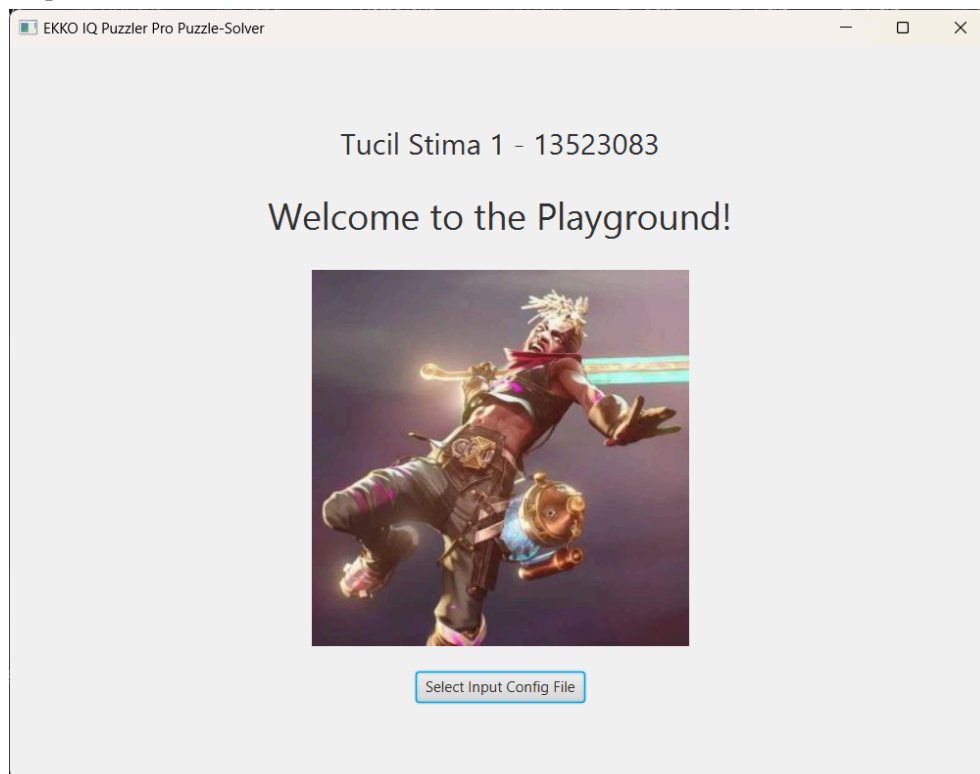 EKKO IQ Puzzler Pro Puzzle-Solver
Tucil Stima 1 - 13523083
Welcome to the Playground!
Select Input Config File